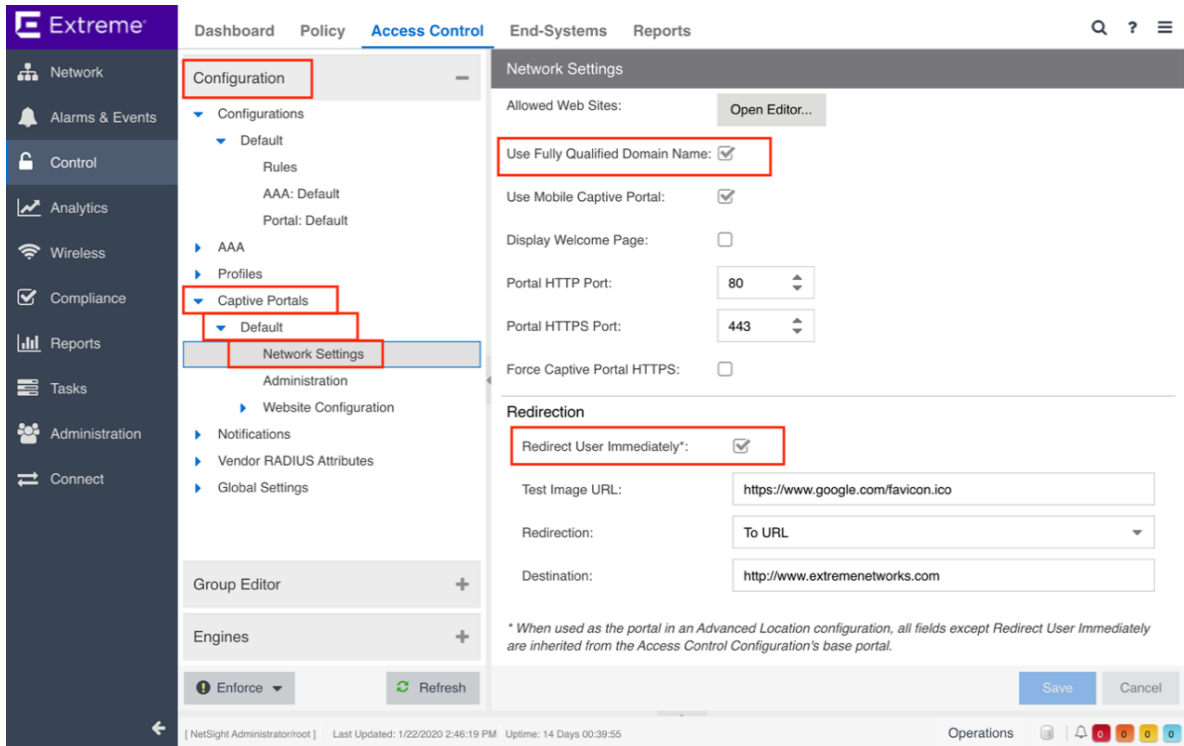 Extreme
Dashboard Policy Access Control End-Systems Reports
Network
Alarms & Events
Control
Analytics
Wireless
Compliance
Reports
Tasks
Administration
Connect
Configuration
Configurations
Default
Rules
AAA: Default
Portal: Default
AAA
Profiles
Captive Portals
Default
Network Settings
Administration
Website Configuration
Notifications
Vendor RADIUS Attributes
Global Settings
Group Editor
Engines
Enforce Refresh
Network Settings
Allowed Web Sites: Open Editor...
Use Fully Qualified Domain Name:
Use Mobile Captive Portal:
Display Welcome Page:
Portal HTTP Port: 80
Portal HTTPS Port: 443
Force Captive Portal HTTPS:
Redirection
Redirect User Immediately*:
Test Image URL: https://www.google.com/favicon.ico
Redirection: To URL
Destination: http://www.extremenetworks.com
* When used as the portal in an Advanced Location configuration, all fields except Redirect User Immediately
are inherited from the Access Control Configuration's base portal.
Save Cancel
[ NetSight Administrator/root ] Last Updated: 1/22/2020 2:46:19 PM Uptime: 14 Days 00:39:55 Operations 0 0 0 0